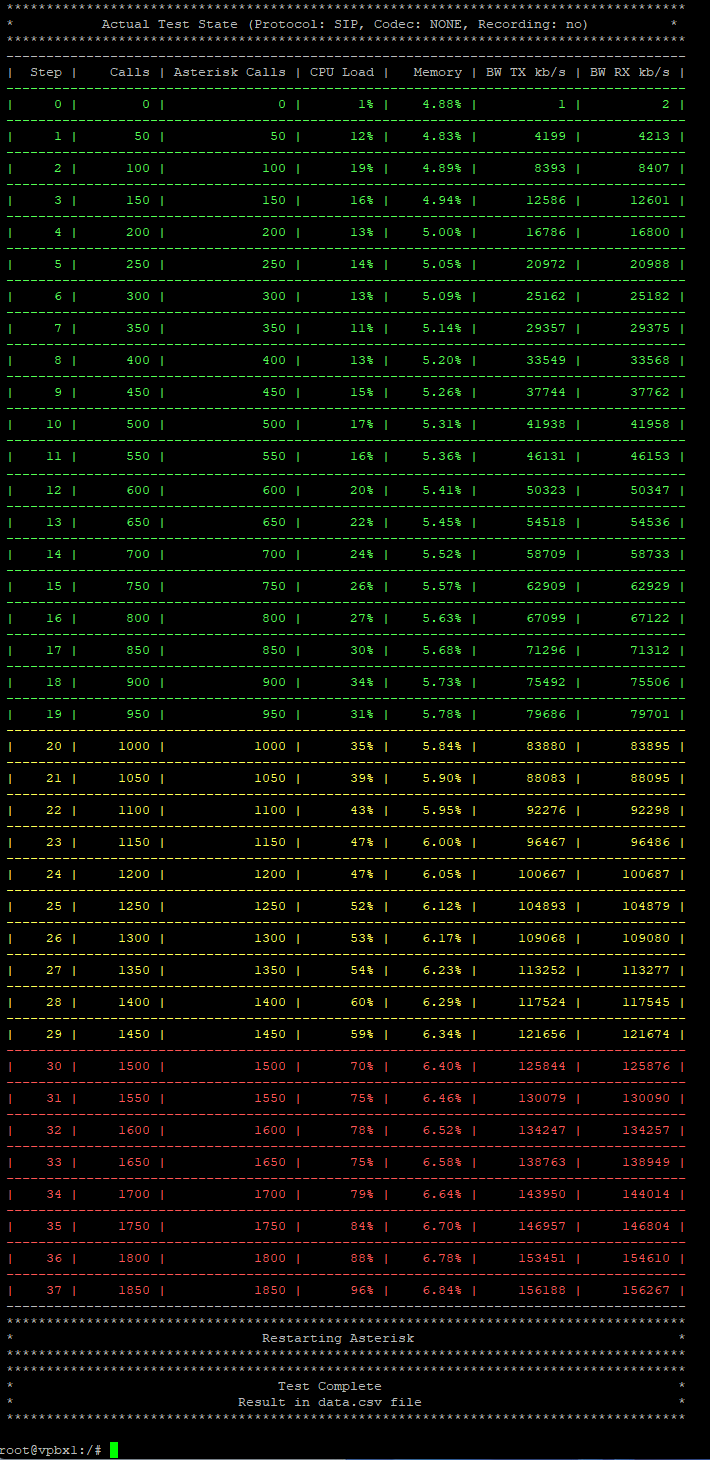 *************************************************************************************
* Actual Test State (Protocol: SIP, Codec: NONE, Recording: no) *
*************************************************************************************
-------------------------------------------------------------------------------------
| Step | Calls | Asterisk Calls | CPU Load | Memory | BW TX kb/s | BW RX kb/s |
-------------------------------------------------------------------------------------
| 0 | 0 | 0 | 1% | 4.88% | 1 | 2 |
-------------------------------------------------------------------------------------
| 1 | 50 | 50 | 12% | 4.83% | 4199 | 4213 |
-------------------------------------------------------------------------------------
| 2 | 100 | 100 | 19% | 4.89% | 8393 | 8407 |
-------------------------------------------------------------------------------------
| 3 | 150 | 150 | 16% | 4.94% | 12586 | 12601 |
-------------------------------------------------------------------------------------
| 4 | 200 | 200 | 13% | 5.00% | 16786 | 16800 |
-------------------------------------------------------------------------------------
| 5 | 250 | 250 | 14% | 5.05% | 20972 | 20988 |
-------------------------------------------------------------------------------------
| 6 | 300 | 300 | 13% | 5.09% | 25162 | 25182 |
-------------------------------------------------------------------------------------
| 7 | 350 | 350 | 11% | 5.14% | 29357 | 29375 |
-------------------------------------------------------------------------------------
| 8 | 400 | 400 | 13% | 5.20% | 33549 | 33568 |
-------------------------------------------------------------------------------------
| 9 | 450 | 450 | 15% | 5.26% | 37744 | 37762 |
-------------------------------------------------------------------------------------
| 10 | 500 | 500 | 17% | 5.31% | 41938 | 41958 |
-------------------------------------------------------------------------------------
| 11 | 550 | 550 | 16% | 5.36% | 46131 | 46153 |
-------------------------------------------------------------------------------------
| 12 | 600 | 600 | 20% | 5.41% | 50323 | 50347 |
-------------------------------------------------------------------------------------
| 13 | 650 | 650 | 22% | 5.45% | 54518 | 54536 |
-------------------------------------------------------------------------------------
| 14 | 700 | 700 | 24% | 5.52% | 58709 | 58733 |
-------------------------------------------------------------------------------------
| 15 | 750 | 750 | 26% | 5.57% | 62909 | 62929 |
-------------------------------------------------------------------------------------
| 16 | 800 | 800 | 27% | 5.63% | 67099 | 67122 |
-------------------------------------------------------------------------------------
| 17 | 850 | 850 | 30% | 5.68% | 71296 | 71312 |
-------------------------------------------------------------------------------------
| 18 | 900 | 900 | 34% | 5.73% | 75492 | 75506 |
-------------------------------------------------------------------------------------
| 19 | 950 | 950 | 31% | 5.78% | 79686 | 79701 |
-------------------------------------------------------------------------------------
| 20 | 1000 | 1000 | 35% | 5.84% | 83880 | 83895 |
-------------------------------------------------------------------------------------
| 21 | 1050 | 1050 | 39% | 5.90% | 88083 | 88095 |
-------------------------------------------------------------------------------------
| 22 | 1100 | 1100 | 43% | 5.95% | 92276 | 92298 |
-------------------------------------------------------------------------------------
| 23 | 1150 | 1150 | 47% | 6.00% | 96467 | 96486 |
-------------------------------------------------------------------------------------
| 24 | 1200 | 1200 | 47% | 6.05% | 100667 | 100687 |
-------------------------------------------------------------------------------------
| 25 | 1250 | 1250 | 52% | 6.12% | 104893 | 104879 |
-------------------------------------------------------------------------------------
| 26 | 1300 | 1300 | 53% | 6.17% | 109068 | 109080 |
-------------------------------------------------------------------------------------
| 27 | 1350 | 1350 | 54% | 6.23% | 113252 | 113277 |
-------------------------------------------------------------------------------------
| 28 | 1400 | 1400 | 60% | 6.29% | 117524 | 117545 |
-------------------------------------------------------------------------------------
| 29 | 1450 | 1450 | 59% | 6.34% | 121656 | 121674 |
-------------------------------------------------------------------------------------
| 30 | 1500 | 1500 | 70% | 6.40% | 125844 | 125876 |
-------------------------------------------------------------------------------------
| 31 | 1550 | 1550 | 75% | 6.46% | 130079 | 130090 |
-------------------------------------------------------------------------------------
| 32 | 1600 | 1600 | 78% | 6.52% | 134247 | 134257 |
-------------------------------------------------------------------------------------
| 33 | 1650 | 1650 | 75% | 6.58% | 138763 | 138949 |
-------------------------------------------------------------------------------------
| 34 | 1700 | 1700 | 79% | 6.64% | 143950 | 144014 |
-------------------------------------------------------------------------------------
| 35 | 1750 | 1750 | 84% | 6.70% | 146957 | 146804 |
-------------------------------------------------------------------------------------
| 36 | 1800 | 1800 | 88% | 6.78% | 153451 | 154610 |
-------------------------------------------------------------------------------------
| 37 | 1850 | 1850 | 96% | 6.84% | 156188 | 156267 |
-------------------------------------------------------------------------------------
*************************************************************************************
* Restarting Asterisk *
*************************************************************************************
*************************************************************************************
* Test Complete *
* Result in data.csv file *
*************************************************************************************
root@vpbx1:/#